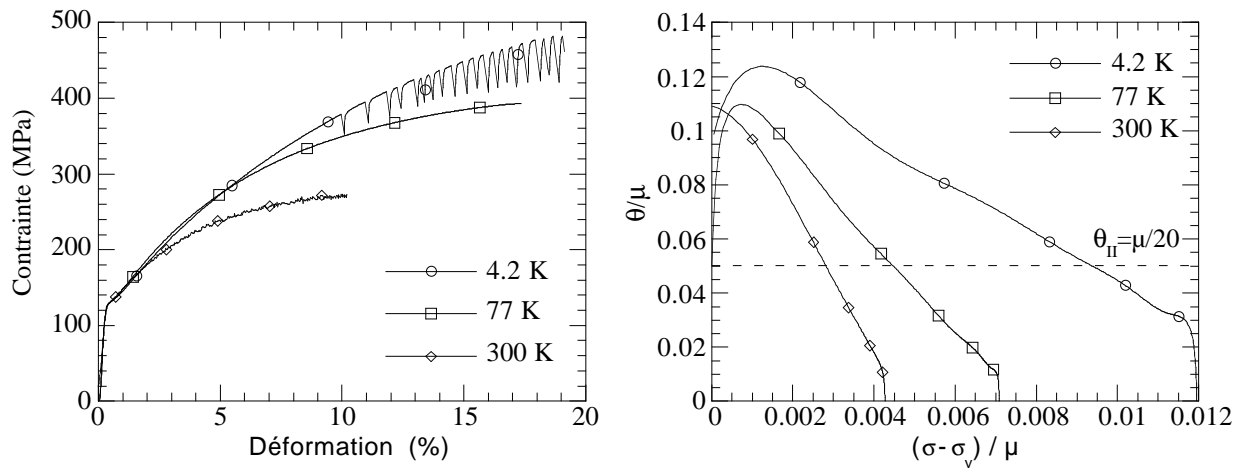 Contrainte (MPa)
500
400
300
200
100
0
4.2 K
77 K
300 K
0 5 10 15 20
Déformation (%)
θ/μ
0.14
0.12
0.1
0.08
0.06
0.04
0.02
0
4.2 K
77 K
300 K
θII=μ/20
0 0.002 0.004 0.006 0.008 0.01 0.012
(σ-σv) / μ